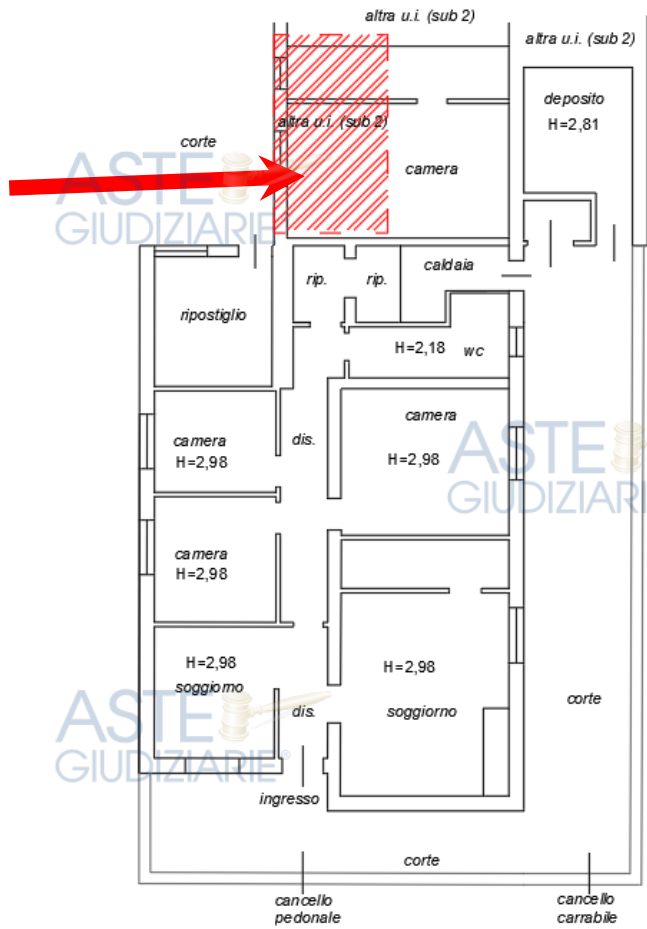 altra u.i. (sub 2)
altra u.i. (sub 2)
deposito
H=2,81
altra u.i. (sub 2)
corte
camera
ASTE
GIUDIZIARIE
rip.
rip.
caldaia
ripostiglio
H=2,18 wc
camera
H=2,98
dis.
camera
H=2,98
ASTE
GIUDIZIARIE
camera
H=2,98
H=2,98
soggiorno
H=2,98
soggiorno
dis.
corte
ASTE
GIUDIZIARIE®
ingresso
corte
cancello
pedonale
cancello
carrabile